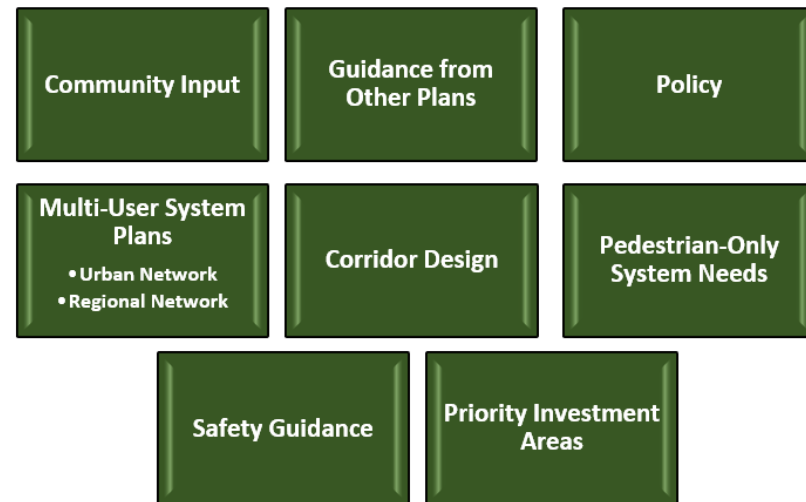 Community Input
Guidance from
Other Plans
Policy
Multi-User System
Plans
•Urban Network
•Regional Network
Corridor Design
Pedestrian-Only
System Needs
Safety Guidance
Priority Investment
Areas